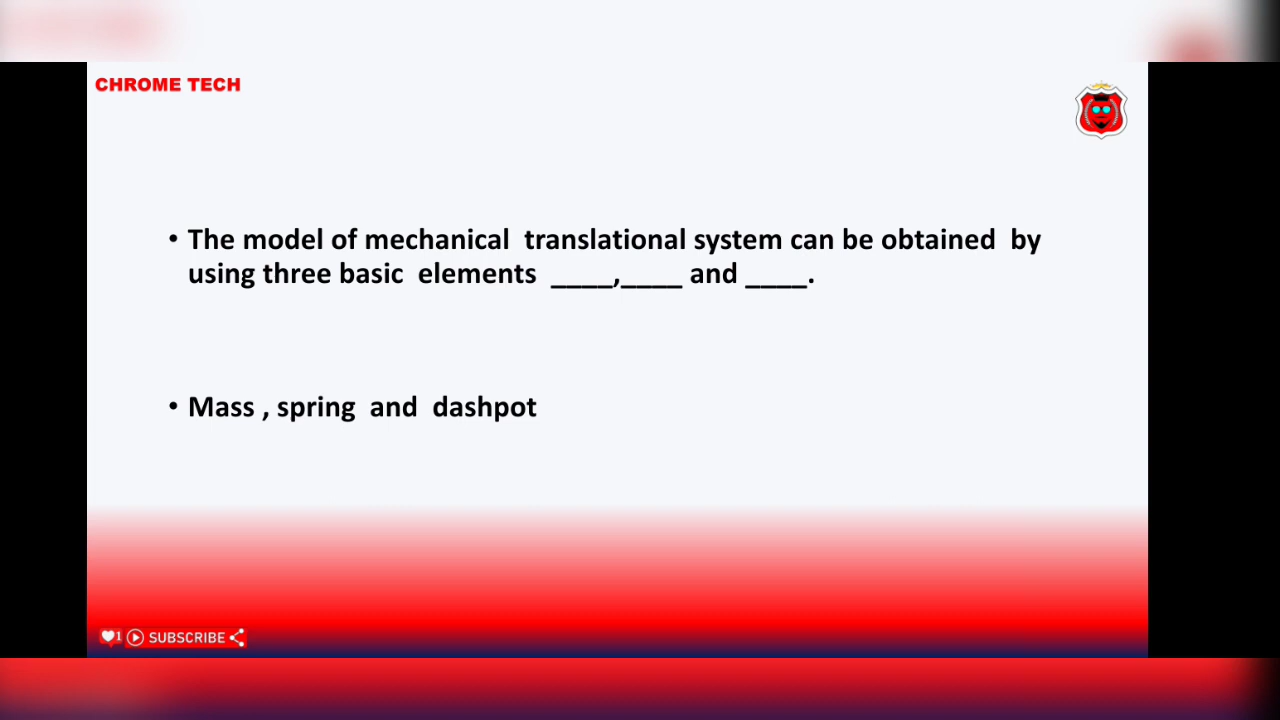 CHROME TECH
• The model of mechanical translational system can be obtained by
using three basic elements ____,____ and ____.
• Mass , spring and dashpot
1 SUBSCRIBE